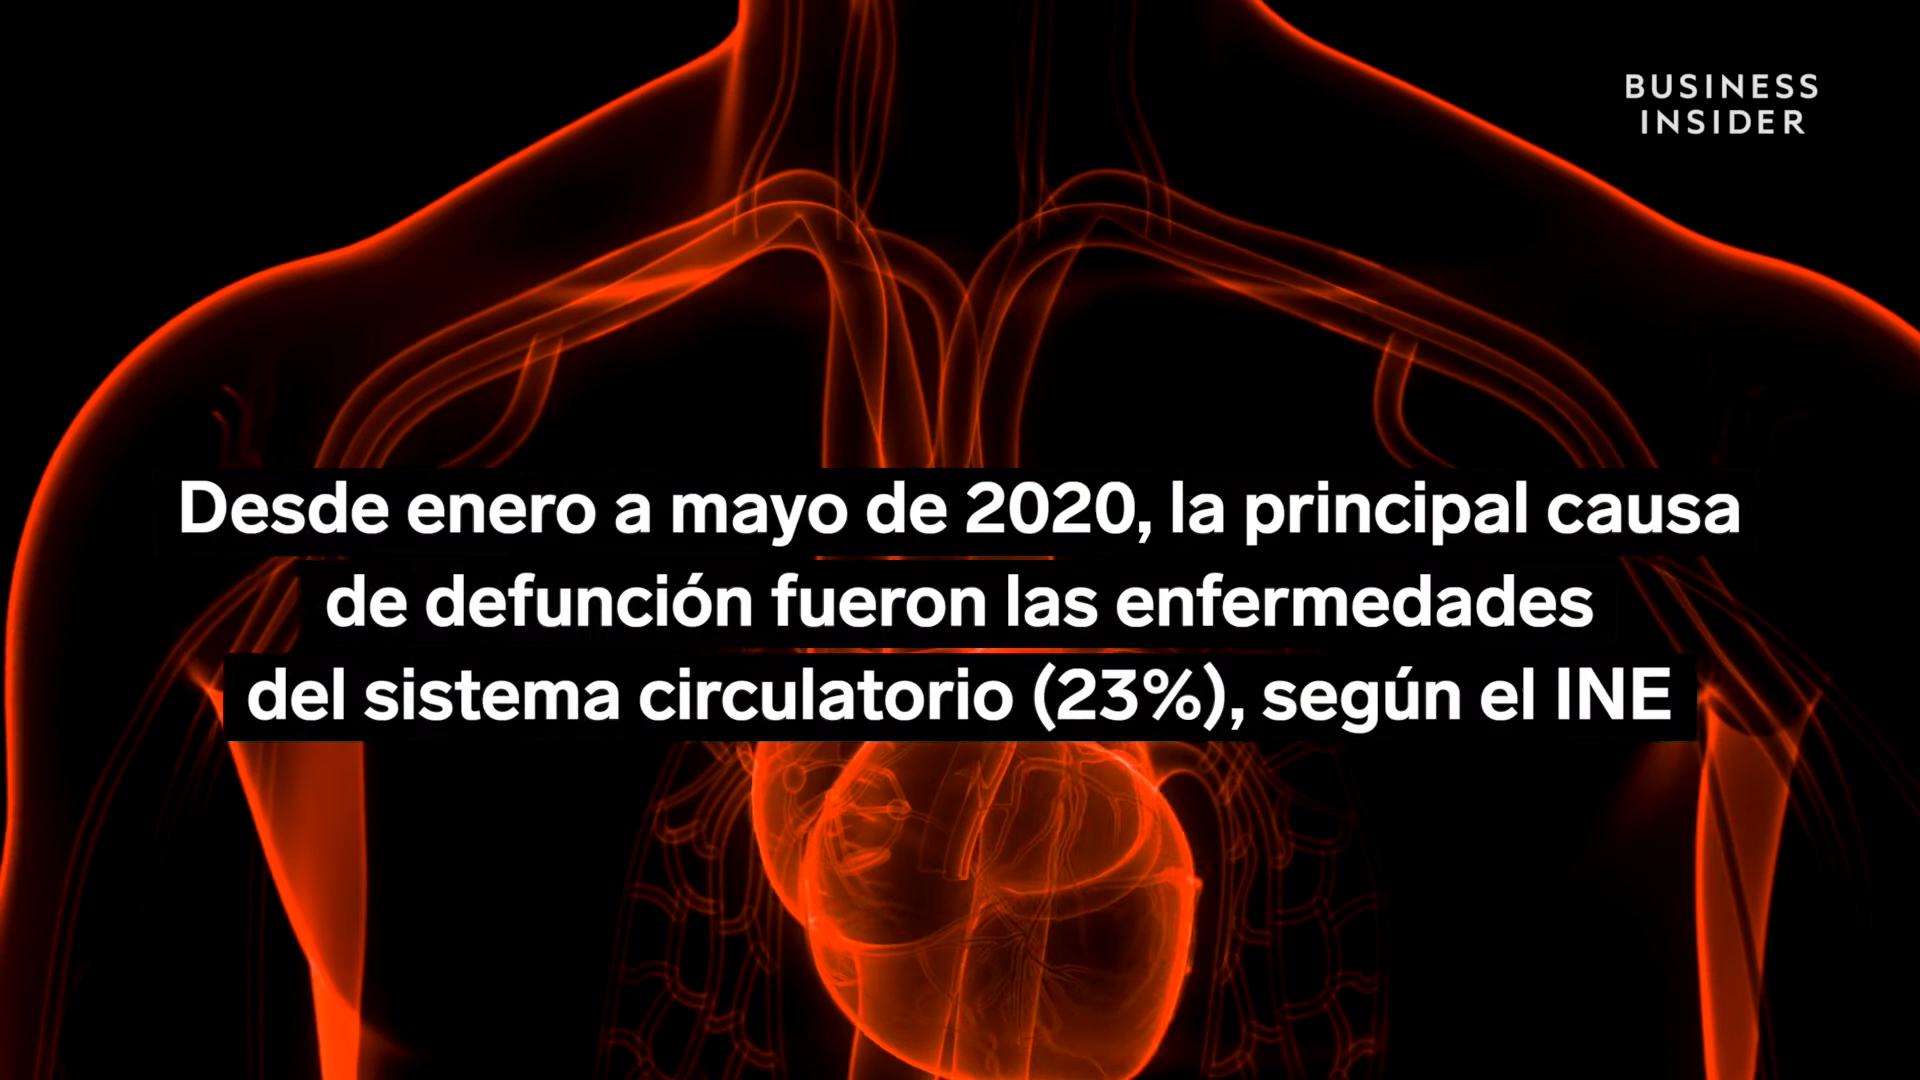 BUSINESS
INSIDER
Desde enero a mayo de 2020, la principal causa
de defunción fueron las enfermedades
del sistema circulatorio (23%), según el INE